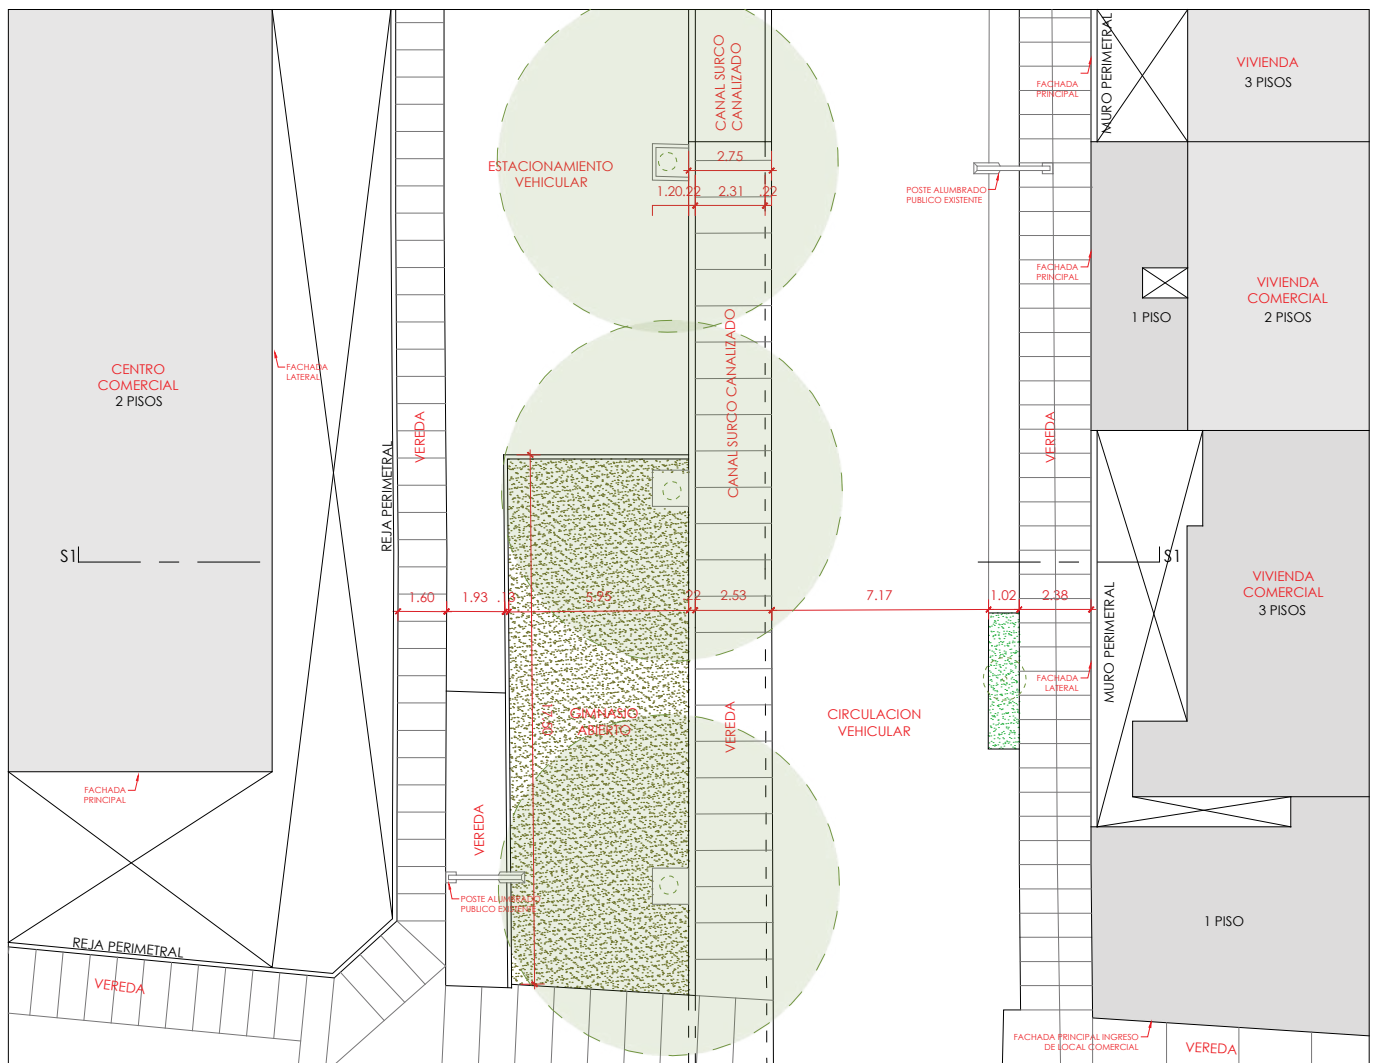 CANAL SURCO
CANALIZADO
MURO PERIMETRAL
VIVIENDA
3 PISOS
FACHADA
PRINCIPAL
ESTACIONAMIENTO
VEHICULAR
2.75
1.20
.22
2.31
.22
POSTE ALUMBRADO
PUBLICO EXISTENTE
FACHADA
PRINCIPAL
VIVIENDA
COMERCIAL
2 PISOS
1 PISO
CENTRO
COMERCIAL
2 PISOS
FACHADA
LATERAL
REJA PERIMETRAL
VEREDA
CANAL SURCO CANALIZADO
VEREDA
S1
S1
1.60
1.93
.13
5.95
.22
2.53
7.17
1.02
2.38
VIVIENDA
COMERCIAL
3 PISOS
MURO PERIMETRAL
FACHADA
LATERAL
GIMNASIO
ABIERTO
VEREDA
CIRCULACION
VEHICULAR
FACHADA
PRINCIPAL
VEREDA
POSTE ALUMBRADO
PUBLICO EXISTENTE
1 PISO
REJA PERIMETRAL
VEREDA
FACHADA PRINCIPAL INGRESO
DE LOCAL COMERCIAL
VEREDA